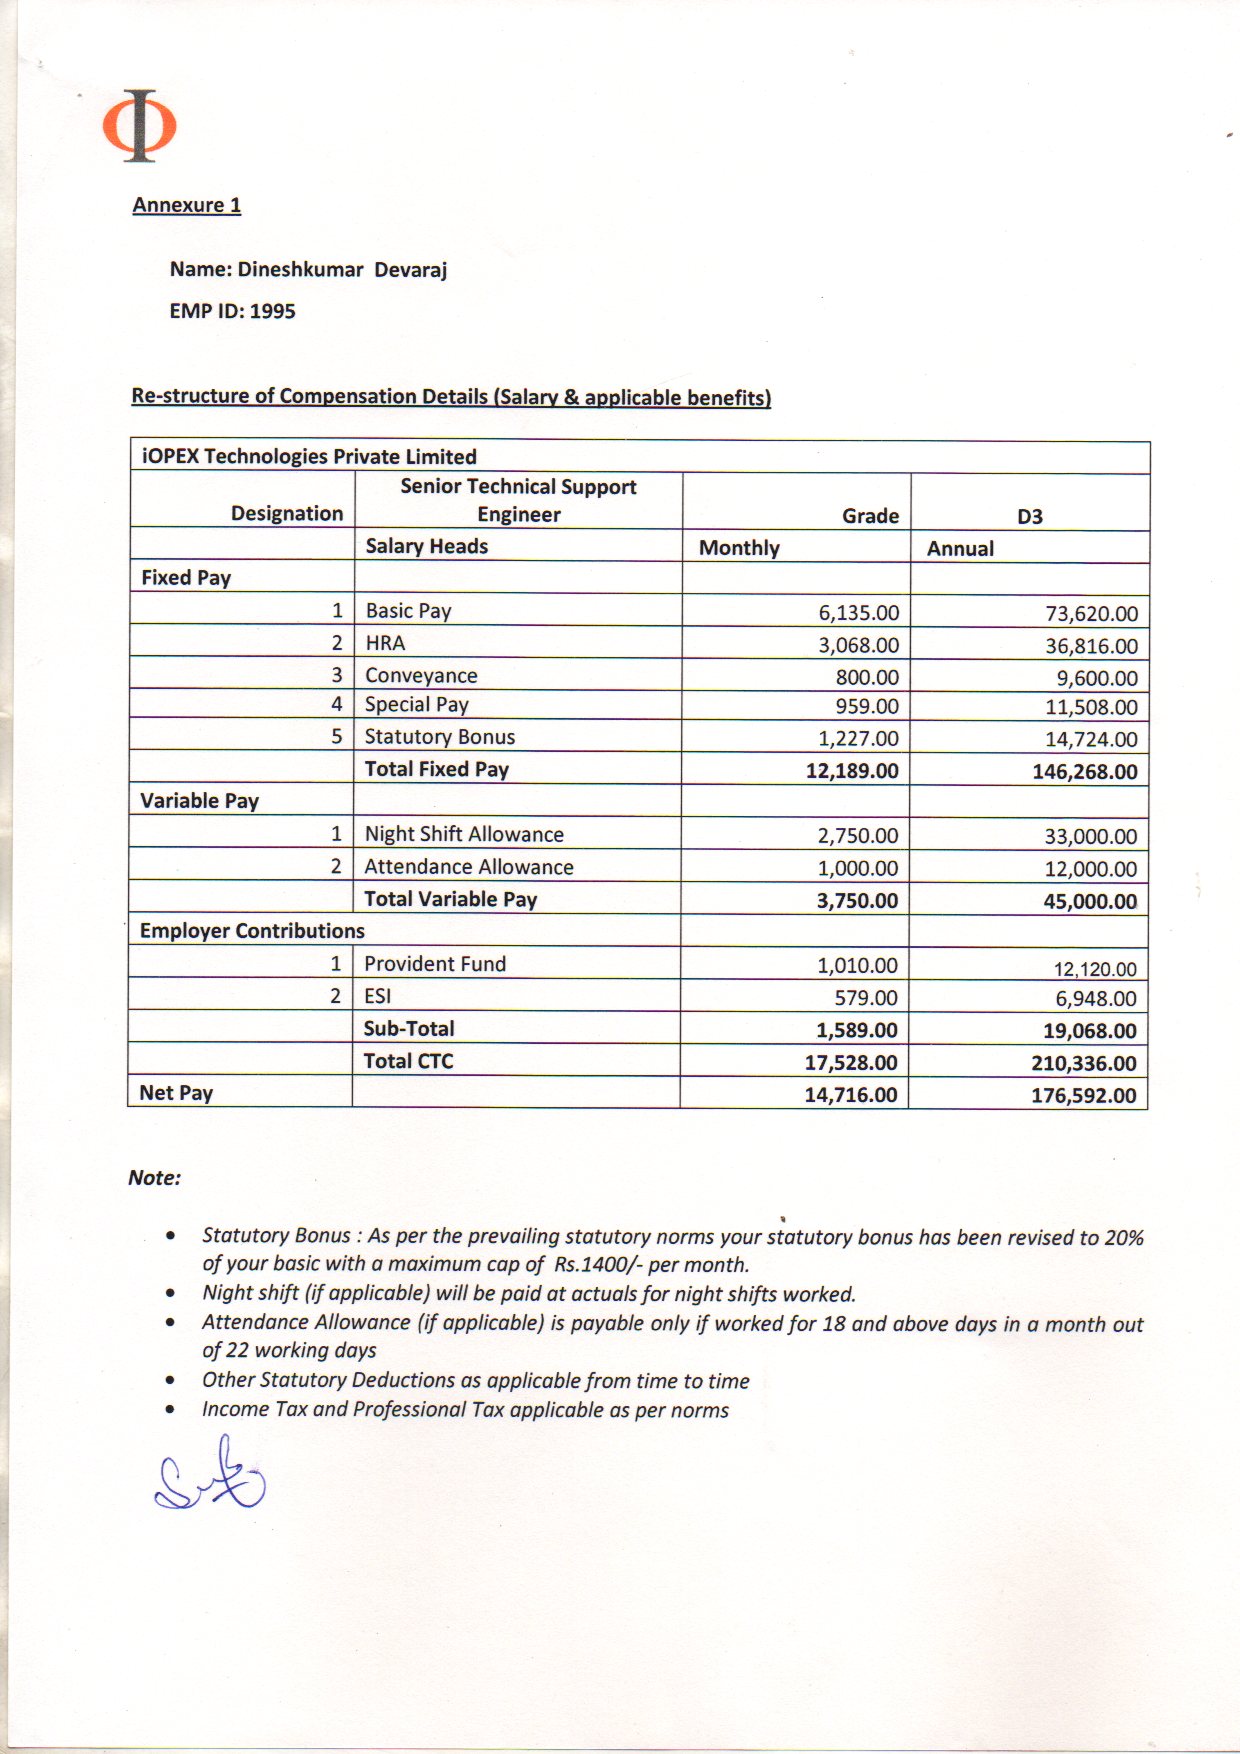 Annexure 1
Name: Dineshkumar Devaraj
EMP ID: 1995
Re-structure of Compensation Details (Salary & applicable benefits)
iOPEX Technologies Private Limited
Designation Senior Technical Support Engineer Grade D3
Salary Heads Monthly Annual
Fixed Pay
1 Basic Pay 6,135.00 73,620.00
2 HRA 3,068.00 36,816.00
3 Conveyance 800.00 9,600.00
4 Special Pay 959.00 11,508.00
5 Statutory Bonus 1,227.00 14,724.00
Total Fixed Pay 12,189.00 146,268.00
Variable Pay
1 Night Shift Allowance 2,750.00 33,000.00
2 Attendance Allowance 1,000.00 12,000.00
Total Variable Pay 3,750.00 45,000.00
Employer Contributions
1 Provident Fund 1,010.00 12,120.00
2 ESI 579.00 6,948.00
Sub-Total 1,589.00 19,068.00
Total CTC 17,528.00 210,336.00
Net Pay 14,716.00 176,592.00
Note:
• Statutory Bonus : As per the prevailing statutory norms your statutory bonus has been revised to 20%
of your basic with a maximum cap of Rs.1400/- per month.
• Night shift (if applicable) will be paid at actuals for night shifts worked.
• Attendance Allowance (if applicable) is payable only if worked for 18 and above days in a month out
of 22 working days
• Other Statutory Deductions as applicable from time to time
• Income Tax and Professional Tax applicable as per norms